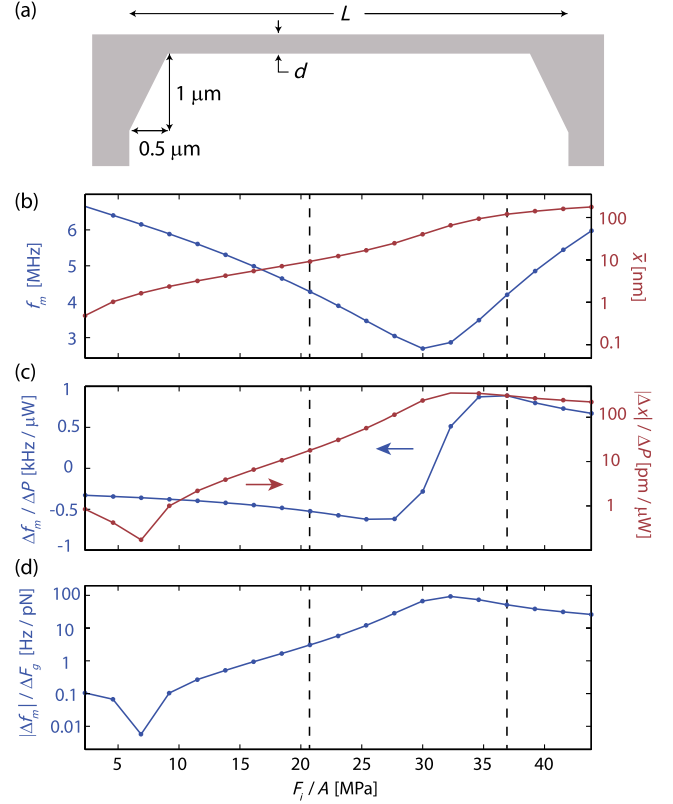 (a)
L
d
1 μm
0.5 μm
(b)
6
5
4
3
f_m [MHz]
100
10
1
0.1
x̄ [nm]
(c)
1
0.5
0
-0.5
-1
Δf_m / ΔP [kHz / μW]
100
10
1
|Δx| / ΔP [pm / μW]
(d)
100
10
1
0.1
0.01
|Δf_m| / ΔF_g [Hz / pN]
5 10 15 20 25 30 35 40
F_i / A [MPa]